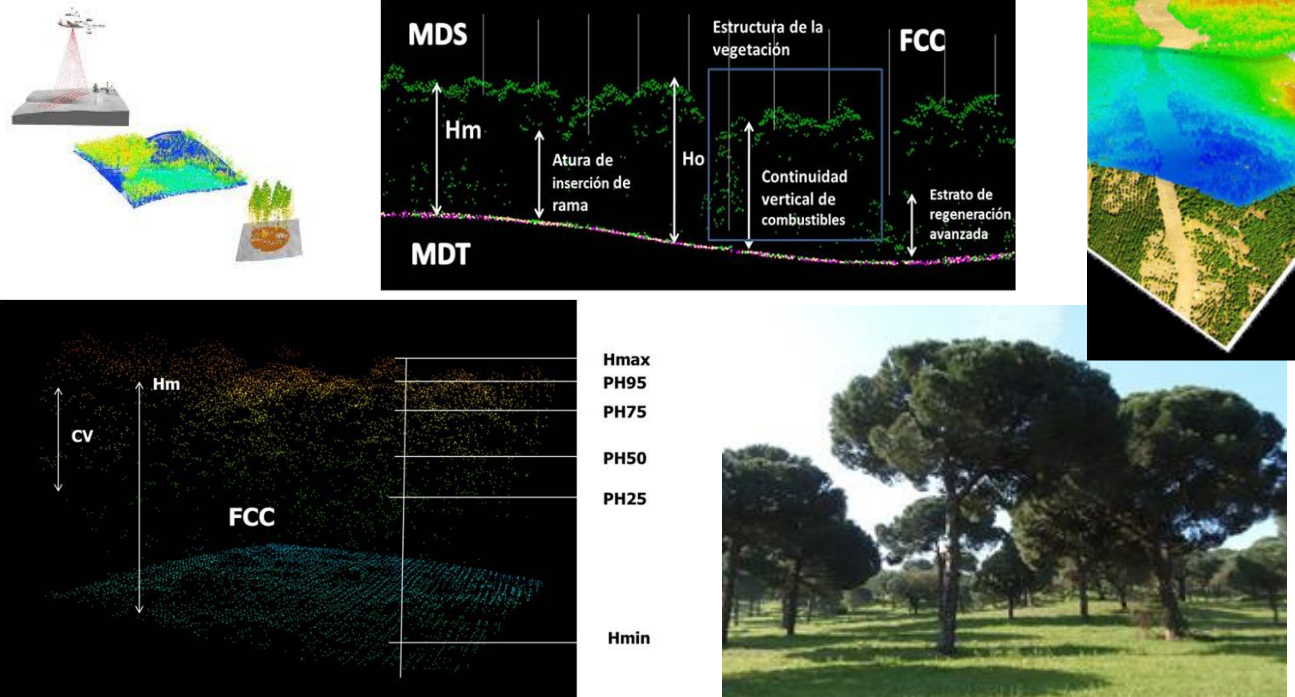 MDS
Estructura de la
vegetación
FCC
Hm
Atura de
inserción de
rama
Ho
Continuidad
vertical de
combustibles
Estrato de
regeneración
avanzada
MDT
Hm
CV
FCC
Hmax
PH95
PH75
PH50
PH25
Hmin